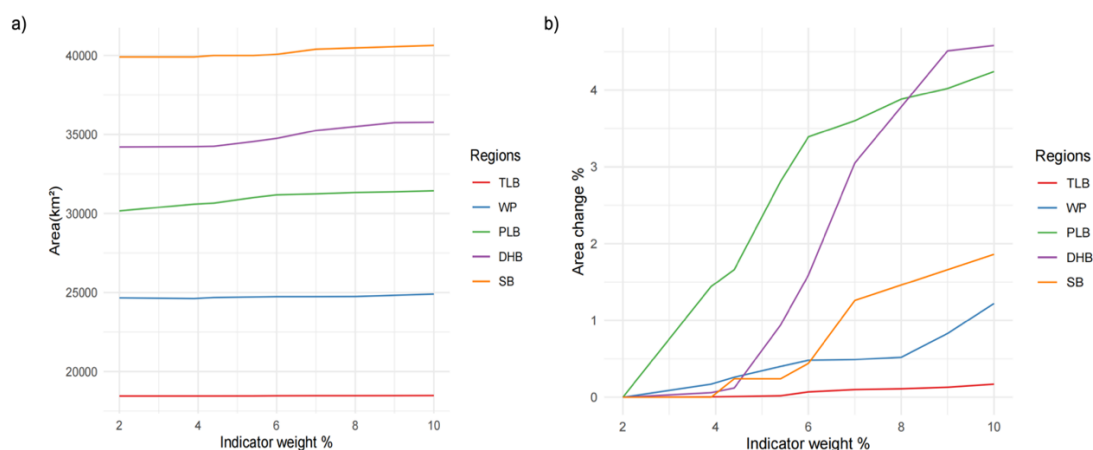 a)
40000
35000
30000
25000
20000
Area(km²)
2
4
6
8
10
Indicator weight %
Regions
TLB
WP
PLB
DHB
SB
b)
4
3
2
1
0
Area change %
2
4
6
8
10
Indicator weight %
Regions
TLB
WP
PLB
DHB
SB